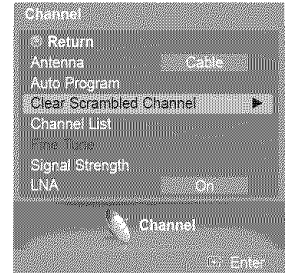 Channel
Return
Antenna Cable
Auto Program
Clear Scrambled Channel
Channel List
Fine Tune
Signal Strength
LNA On
Channel
Enter